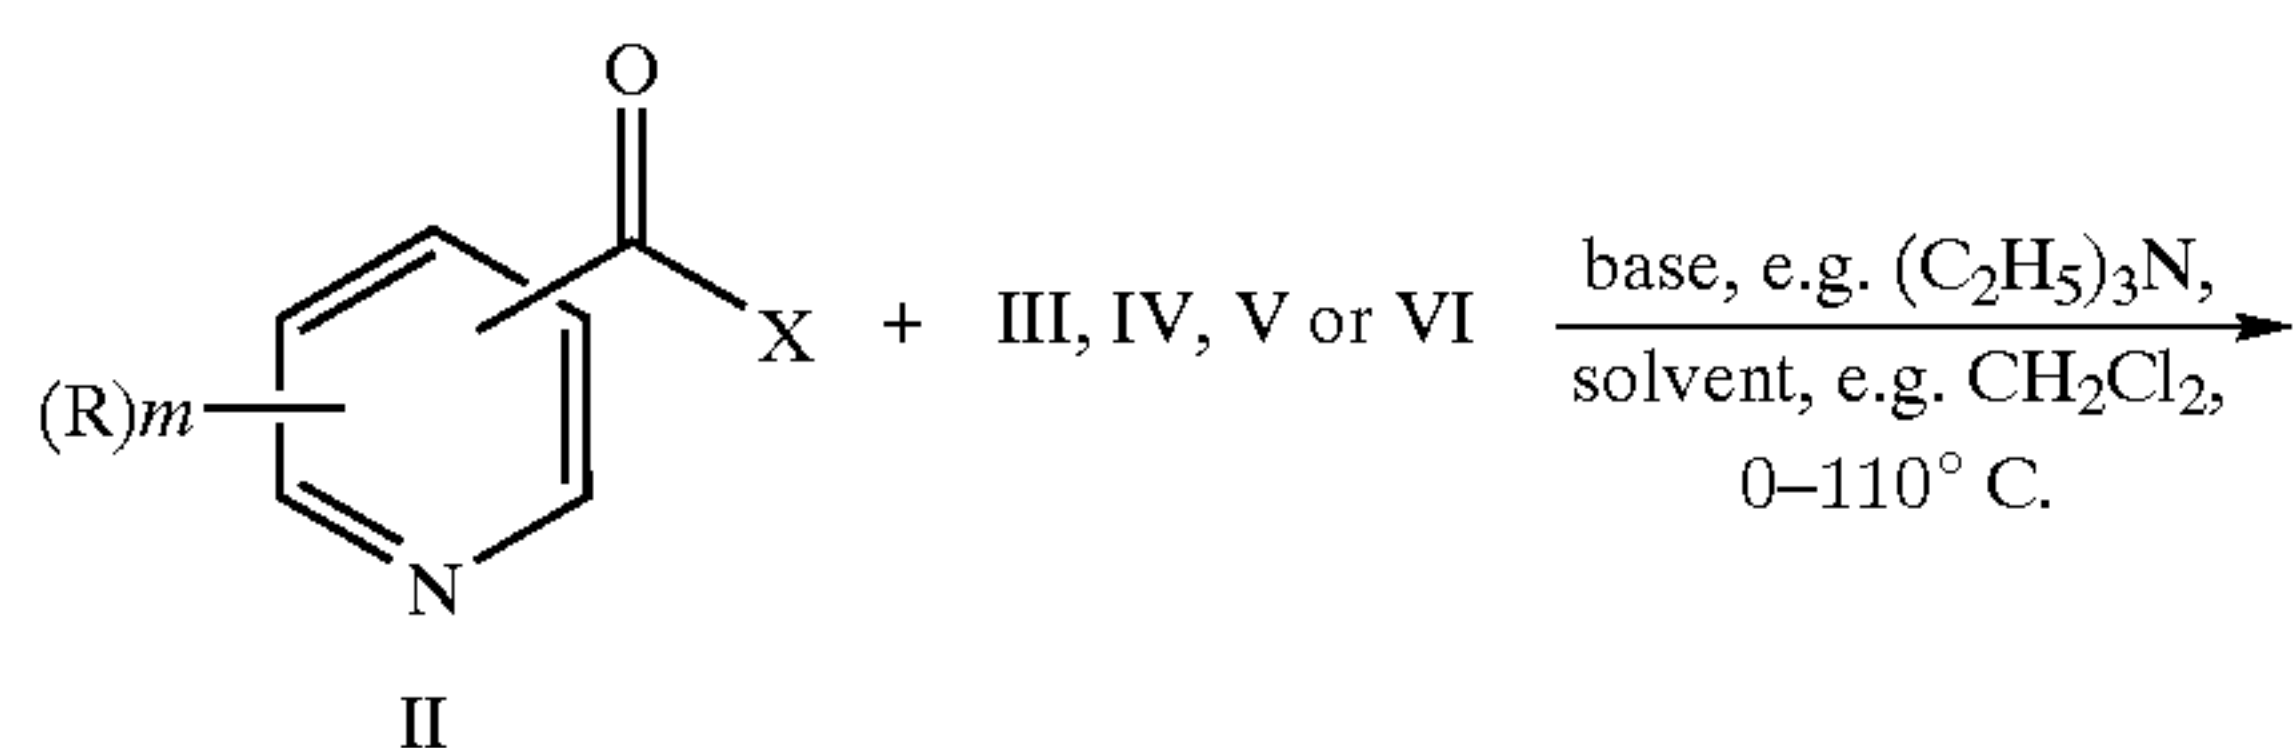 O
X
(R)m
N
II
+ III, IV, V or VI
base, e.g. (C₂H₅)₃N,
solvent, e.g. CH₂Cl₂,
0–110° C.